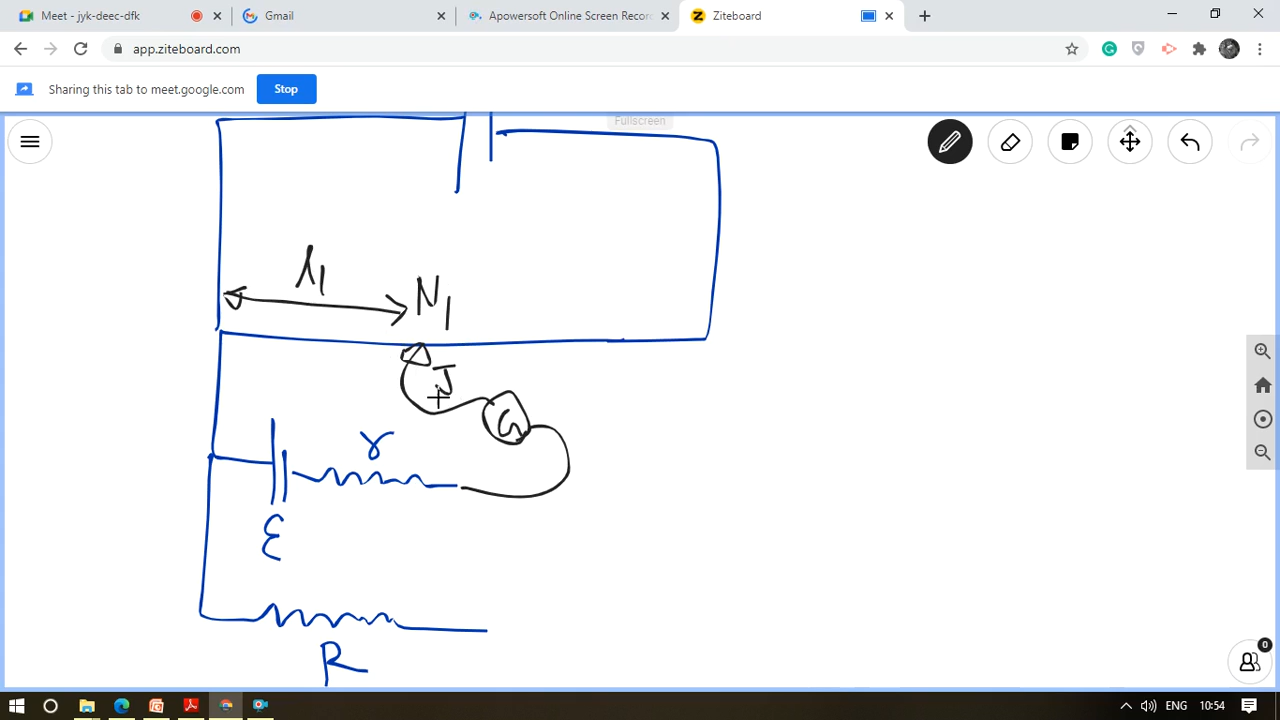 Meet - jyk-deec-dfk
Gmail
Apowersoft Online Screen Record
Ziteboard
app.ziteboard.com
Sharing this tab to meet.google.com
Stop
Fullscreen
l1
N1
J
G
r
ε
R
0
ENG
10:54